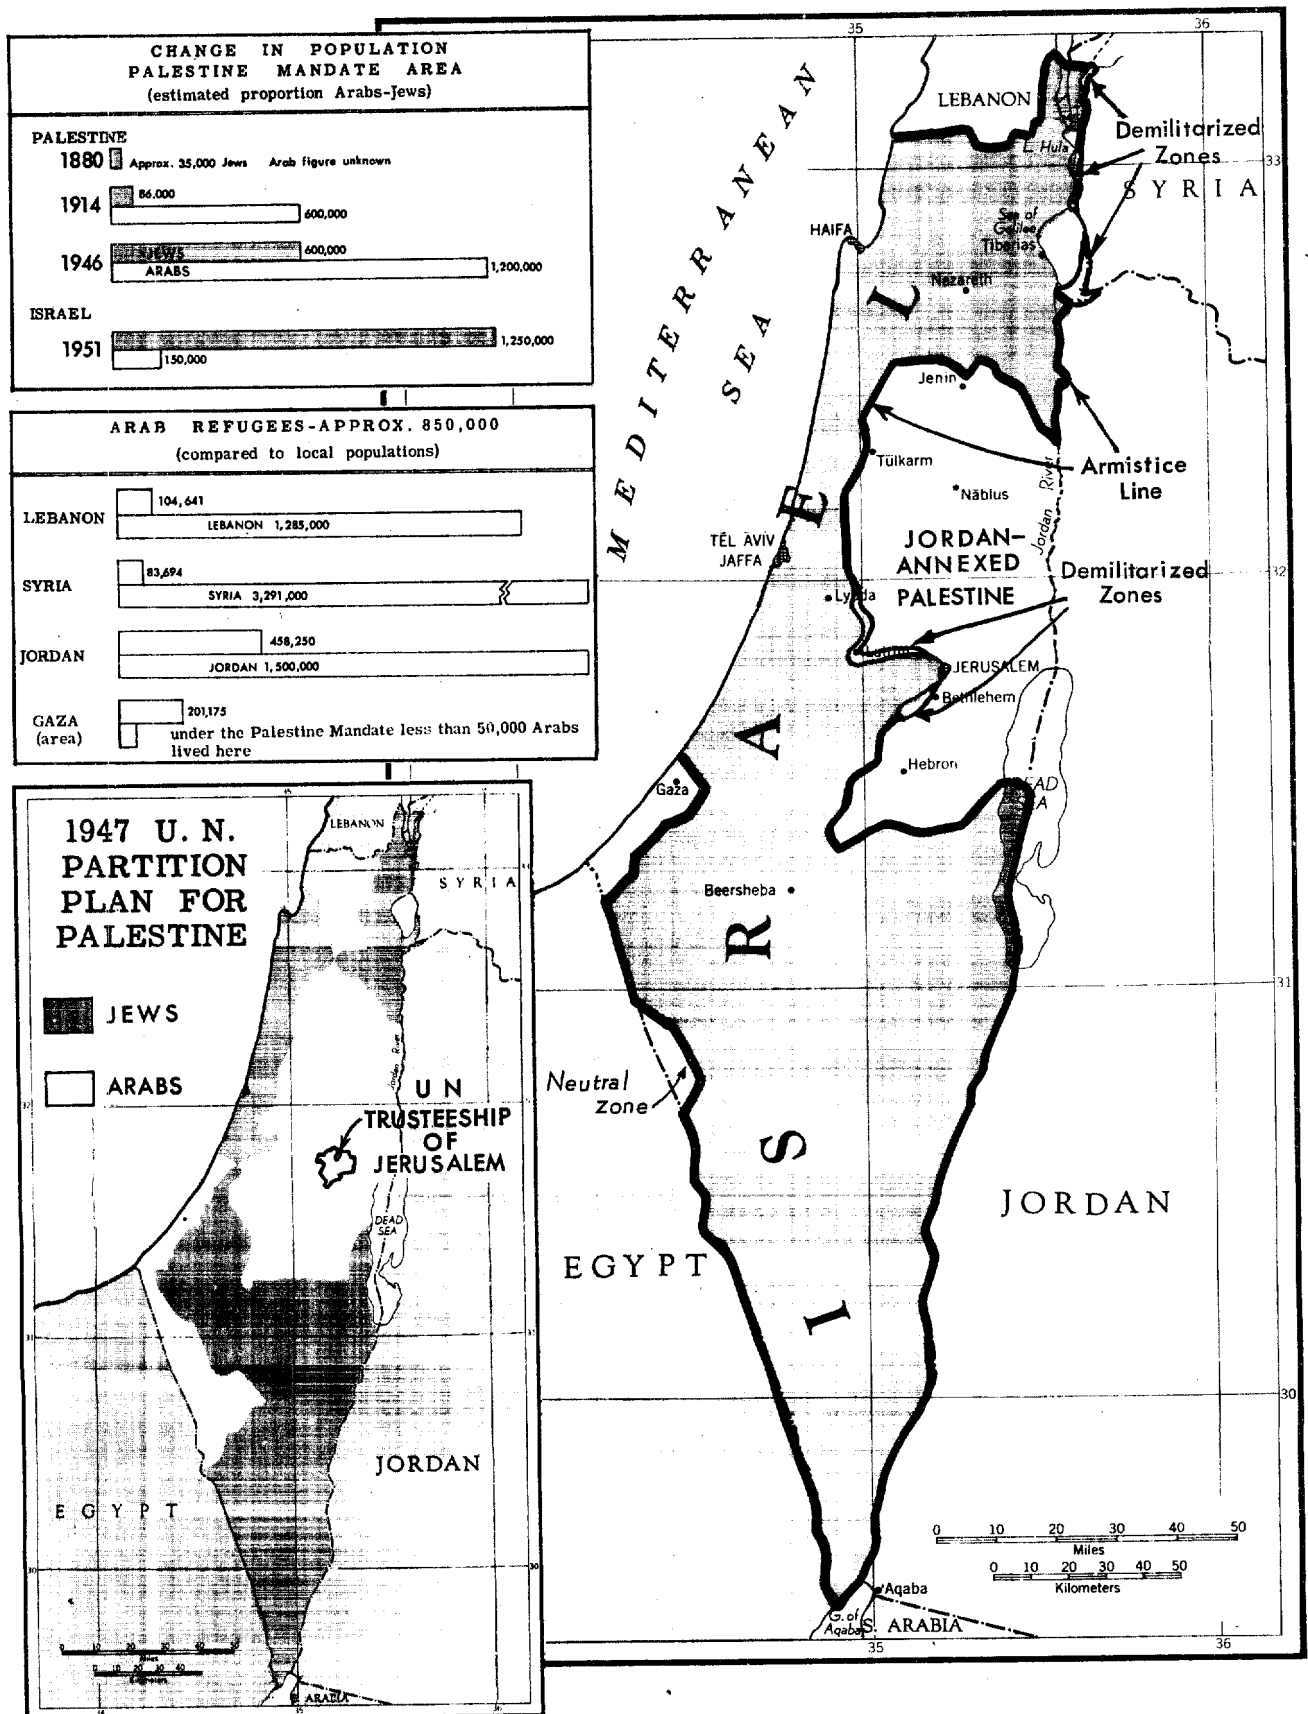 CHANGE IN POPULATION
PALESTINE MANDATE AREA
(estimated proportion Arabs-Jews)
PALESTINE
1880 Approx. 35,000 Jews Arab figure unknown
1914 86,000
600,000
1946 JEWS 600,000
ARABS 1,200,000
ISRAEL
1951 1,250,000
150,000
ARAB REFUGEES-APPROX. 850,000
(compared to local populations)
LEBANON 104,641
LEBANON 1,285,000
SYRIA 83,694
SYRIA 3,291,000
JORDAN 458,250
JORDAN 1,500,000
GAZA
(area)
201,175
under the Palestine Mandate less than 50,000 Arabs
lived here
1947 U. N.
PARTITION
PLAN FOR
PALESTINE
JEWS
ARABS
LEBANON
SYRIA
Jordan River
U N
TRUSTEESHIP
OF
JERUSALEM
DEAD
SEA
JORDAN
EGYPT
ARABIA
32
31
30
35
35
36
33
32
31
30
35
36
MEDITERRANEAN
SEA
LEBANON
Demilitarized
Zones
SYRIA
L. Hula
Sea of
Galilee
Tiberias
HAIFA
Nazareth
Jenin
Tülkarm
Näblus
Armistice
Line
Jordan River
TEL AVIV
JAFFA
JORDAN-
ANNEXED
PALESTINE
Demilitarized
Zones
Lydda
JERUSALEM
Bethlehem
Hebron
DEAD
Gaza
Beersheba
ISRAEL
Neutral
Zone
EGYPT
JORDAN
0 10 20 30 40 50
Miles
0 10 20 30 40 50
Kilometers
Aqaba
G. of
Aqaba
S. ARABIA